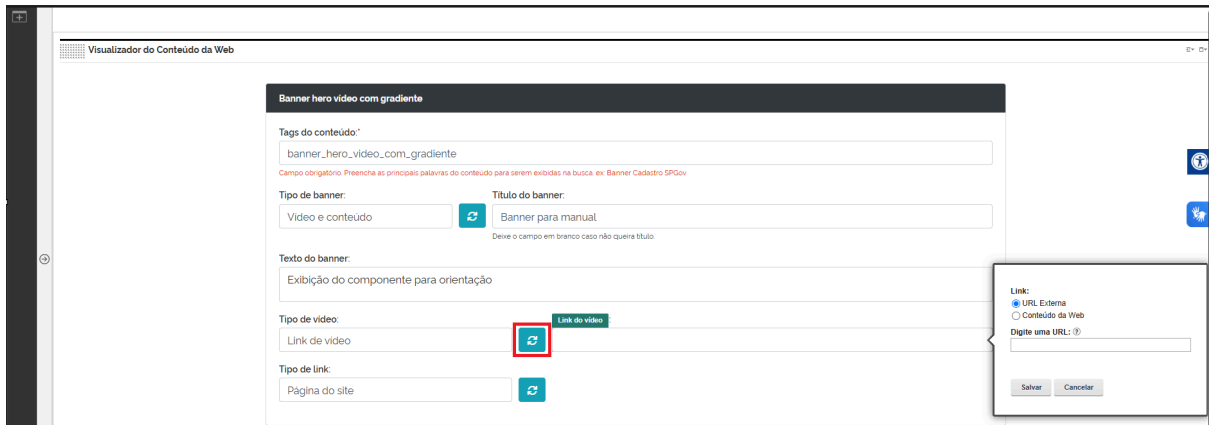 Visualizador do Conteúdo da Web
Banner hero vídeo com gradiente
Tags do conteúdo:*
banner_hero_video_com_gradiente
Campo obrigatório. Preencha as principais palavras do conteúdo para serem exibidas na busca. ex: Banner Cadastro SPGov.
Tipo de banner:
Título do banner:
Vídeo e conteúdo
Banner para manual
Deixe o campo em branco caso não queira título
Texto do banner:
Exibição do componente para orientação
Tipo de vídeo:
Link do vídeo
Link de vídeo
Tipo de link:
Página do site
Link:
URL Externa
Conteúdo da Web
Digite uma URL:
Salvar Cancelar